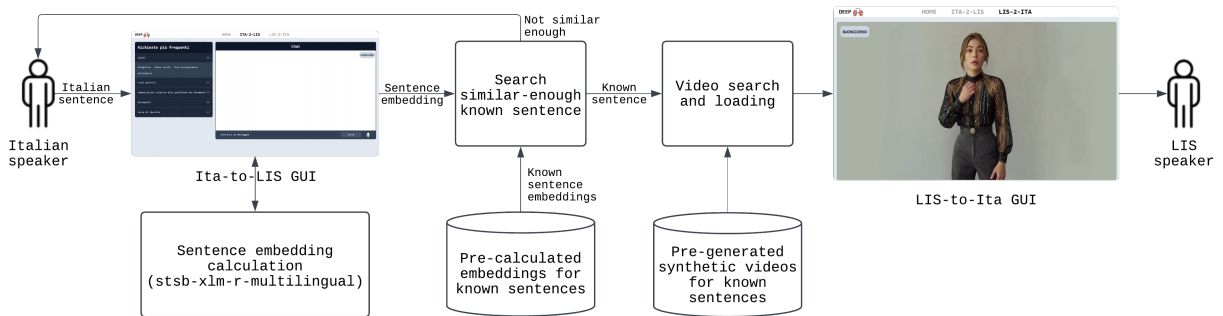 Not similar
enough
DEEP
HOME ITA-2-LIS LIS-2-ITA
Richieste più frequenti
Chat
DEEP
HOME ITA-2-LIS LIS-2-ITA
BUONGIORNO
Italian
sentence
Italian
speaker
Ita-to-LIS GUI
Sentence embedding
calculation
(stsb-xlm-r-multilingual)
Sentence
embedding
Search
similar-enough
known sentence
Known
sentence
embeddings
Pre-calculated
embeddings for
known sentences
Known
sentence
Video search
and loading
Pre-generated
synthetic videos
for known
sentences
LIS-to-Ita GUI
LIS
speaker